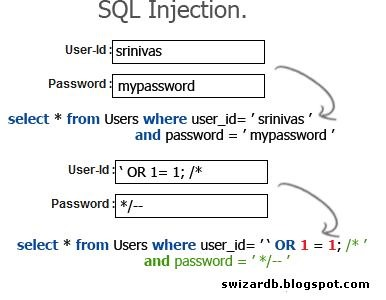 SQL Injection.
User-Id : srinivas
Password : mypassword
select * from Users where user_id= ' srinivas '
and password = ' mypassword '
User-Id : ' OR 1= 1; /*
Password : */--
select * from Users where user_id= '' OR 1 = 1; /* '
and password = ' */-- '
swizardb.blogspot.com